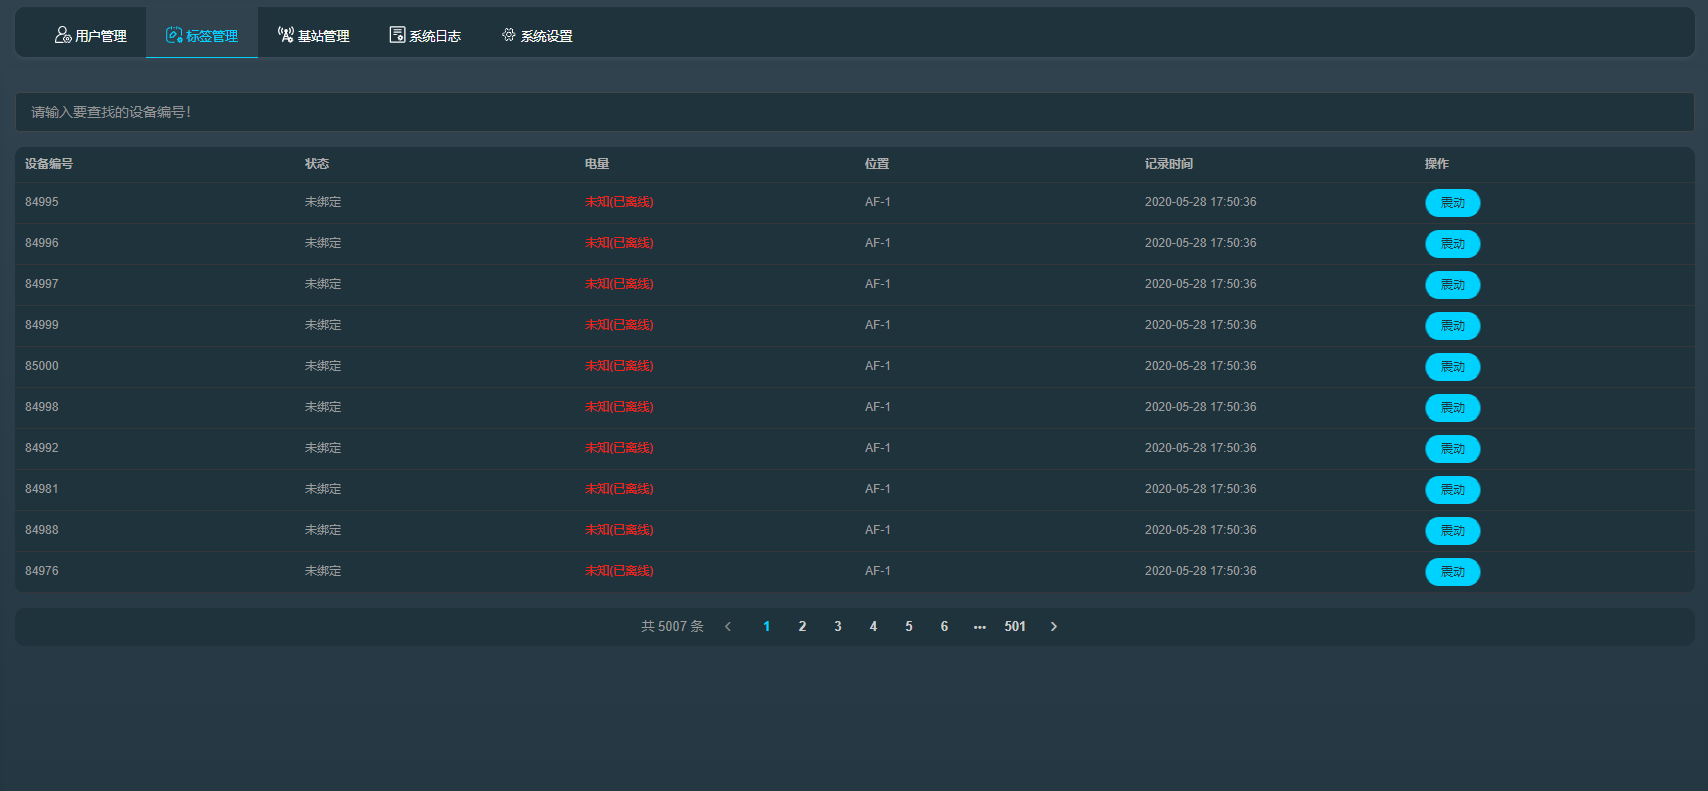 用户管理 标签管理 基站管理 系统日志 系统设置
请输入要查找的设备编号!
设备编号 状态 电量 位置 记录时间 操作
84995 未绑定 未知(已离线) AF-1 2020-05-28 17:50:36 震动
84996 未绑定 未知(已离线) AF-1 2020-05-28 17:50:36 震动
84997 未绑定 未知(已离线) AF-1 2020-05-28 17:50:36 震动
84999 未绑定 未知(已离线) AF-1 2020-05-28 17:50:36 震动
85000 未绑定 未知(已离线) AF-1 2020-05-28 17:50:36 震动
84998 未绑定 未知(已离线) AF-1 2020-05-28 17:50:36 震动
84992 未绑定 未知(已离线) AF-1 2020-05-28 17:50:36 震动
84981 未绑定 未知(已离线) AF-1 2020-05-28 17:50:36 震动
84988 未绑定 未知(已离线) AF-1 2020-05-28 17:50:36 震动
84976 未绑定 未知(已离线) AF-1 2020-05-28 17:50:36 震动
共 5007 条 < 1 2 3 4 5 6 ••• 501 >